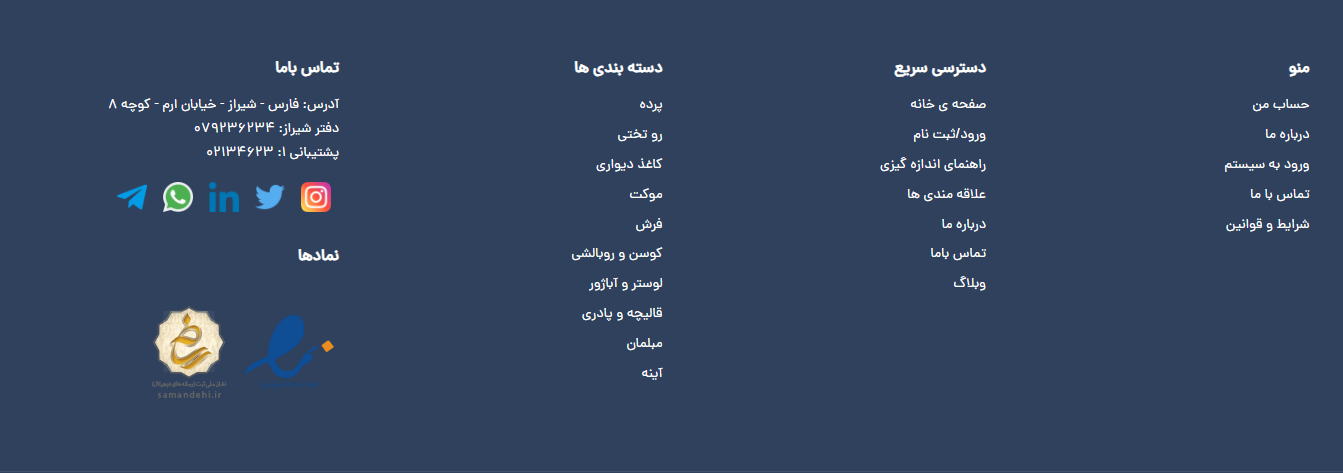 منو
حساب من
درباره ما
ورود به سیستم
تماس با ما
شرایط و قوانین
دسترسی سریع
صفحه ی خانه
ورود/ثبت نام
راهنمای اندازه گیزی
علاقه مندی ها
درباره ما
تماس باما
وبلاگ
دسته بندی ها
پرده
رو تختی
کاغذ دیواری
موکت
فرش
کوسن و روبالشی
لوستر و آباژور
قالیچه و پادری
مبلمان
آینه
تماس باما
آدرس: فارس - شیراز - خیابان ارم - کوچه ۸
دفتر شیراز: ۰۷۹۲۳۶۲۳۴
پشتیبانی ۱: ۰۲۱۳۴۶۲۳
in
نمادها
samandehi.ir